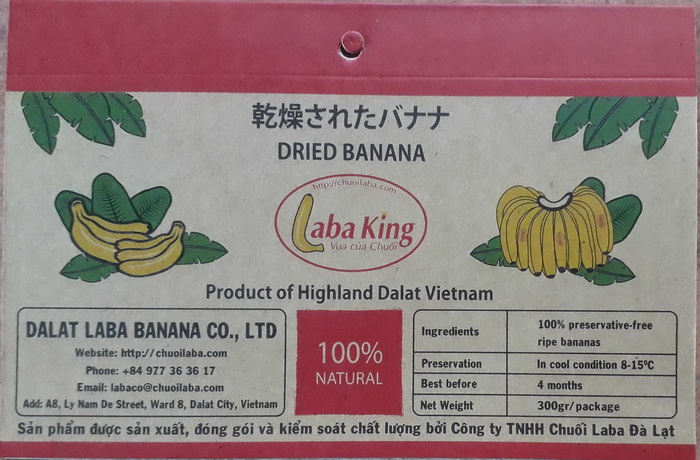 乾燥されたバナナ
DRIED BANANA
http://chuoilaba.com
Laba King
Vua của Chuối
Product of Highland Dalat Vietnam
DALAT LABA BANANA CO., LTD
Website: http://chuoilaba.com
Phone: +84 977 36 36 17
Email: labaco@chuoilaba.com
Add: A8, Ly Nam De Street, Ward 8, Dalat City, Vietnam
100%
NATURAL
Ingredients 100% preservative-free
ripe bananas
Preservation In cool condition 8-15ºC
Best before 4 months
Net Weight 300gr/package
Sản phẩm được sản xuất, đóng gói và kiểm soát chất lượng bởi Công ty TNHH Chuối Laba Đà Lạt